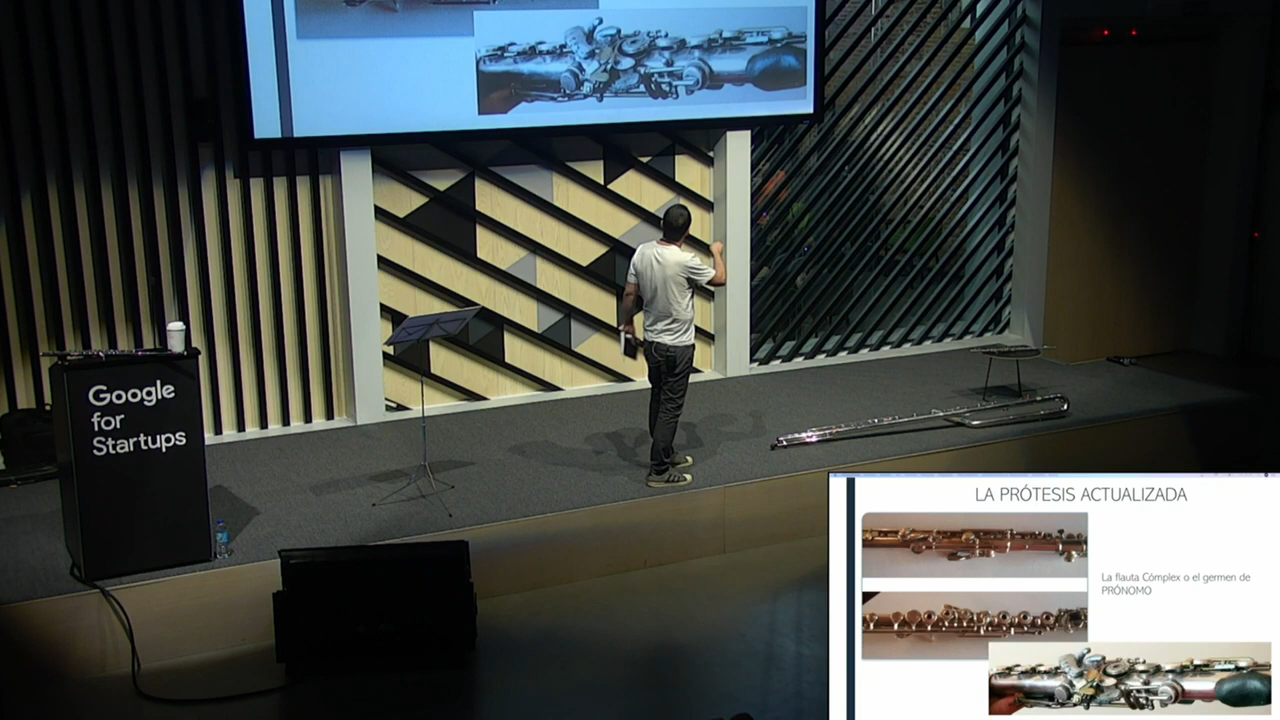 Google
for
Startups
LA PRÓTESIS ACTUALIZADA
La flauta Cómplex o el germen de
PRÓNOMO